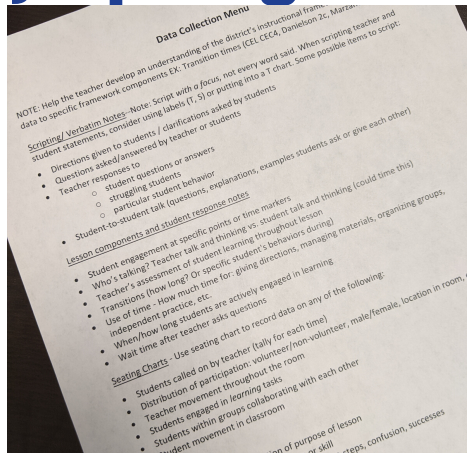 Data Collection Menu
NOTE: Help the teacher develop an understanding of the district's instructional
data to specific framework components EX: Transition times (CEL CEC4, Danielson 2c,
Scripting/ Verbatim Notes--Note: Script with a focus, not every word said. When scripting teacher and
student statements, consider using labels (T, S) or putting into a T chart. Some possible items to script:
• Directions given to students / clarifications asked by students
• Questions asked/answered by teacher or students
• Teacher responses to
○ student questions or answers
○ struggling students
○ particular student behavior
• Student-to-student talk (questions, explanations, examples students ask or give each other)
Lesson components and student response notes
• Student engagement at specific points or time markers
• Who's talking? Teacher talk and thinking vs. student talk and thinking (could time this)
• Teacher's assessment of student learning throughout lesson
• Transitions (how long? Or specific student's behaviors during)
• Use of time - How much time for: giving directions, managing materials, organizing groups,
independent practice, etc.
• When/how long students are actively engaged in learning
• Wait time after teacher asks questions
Seating Charts - Use seating chart to record data on any of the following:
• Students called on by teacher (tally for each time)
• Distribution of participation: volunteer/non-volunteer, male/female, location in room,
• Teacher movement throughout the room
• Students engaged in learning tasks
• Students within groups collaborating with each other
student movement in classroom
of purpose of lesson
or skill
steps, confusion, successes